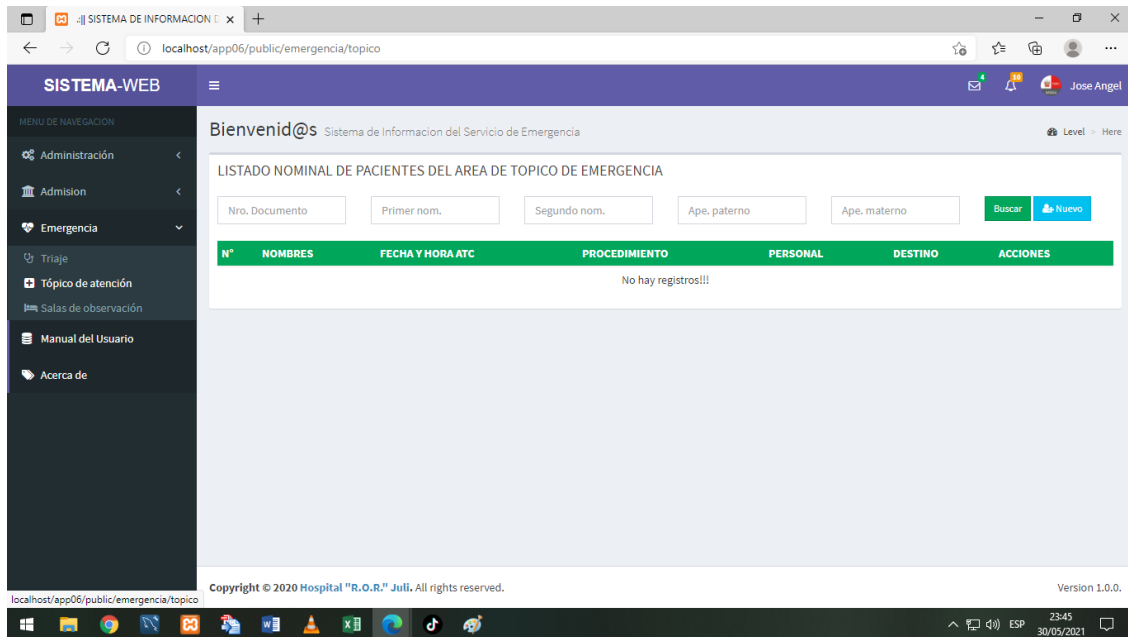 .:|| SISTEMA DE INFORMACION D
localhost/app06/public/emergencia/topico
SISTEMA-WEB
4
10
Jose Angel
MENU DE NAVEGACION
Bienvenid@s Sistema de Informacion del Servicio de Emergencia
Level > Here
Administración
Admision
Emergencia
Triaje
Tópico de atención
Salas de observación
Manual del Usuario
Acerca de
LISTADO NOMINAL DE PACIENTES DEL AREA DE TOPICO DE EMERGENCIA
Nro. Documento Primer nom. Segundo nom. Ape. paterno Ape. materno Buscar Nuevo
N° NOMBRES FECHA Y HORA ATC PROCEDIMIENTO PERSONAL DESTINO ACCIONES
No hay registros!!!
Copyright © 2020 Hospital "R.O.R." Juli. All rights reserved. Version 1.0.0.
localhost/app06/public/emergencia/topico
ESP
23:45
30/05/2021